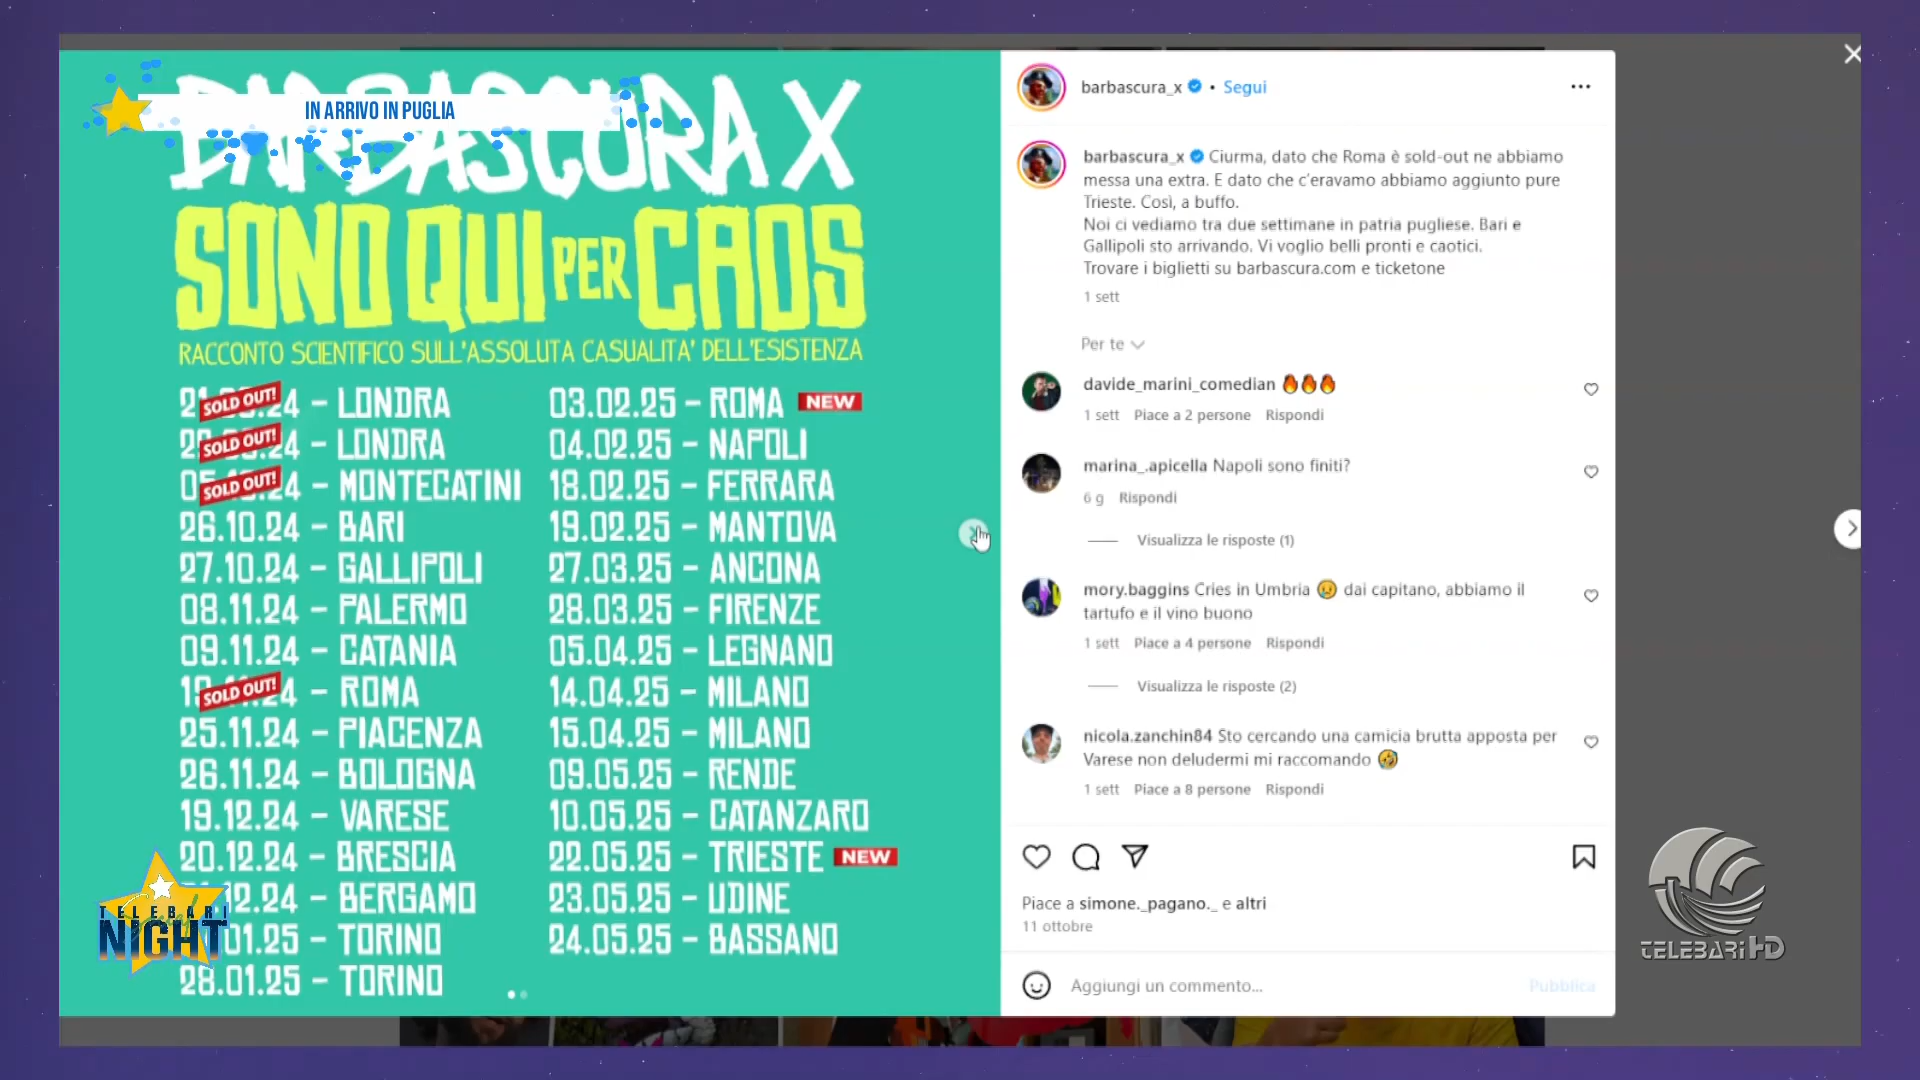 IN ARRIVO IN PUGLIA
BARBASCURA X
SONO QUI PER CAOS
RACCONTO SCIENTIFICO SULL'ASSOLUTA CASUALITA' DELL'ESISTENZA
SOLD OUT! 4 - LONDRA
SOLD OUT! 4 - LONDRA
SOLD OUT! 4 - MONTECATINI
26.10.24 - BARI
27.10.24 - GALLIPOLI
08.11.24 - PALERMO
09.11.24 - CATANIA
SOLD OUT! 4 - ROMA
25.11.24 - PIACENZA
26.11.24 - BOLOGNA
19.12.24 - VARESE
20.12.24 - BRESCIA
.12.24 - BERGAMO
01.25 - TORINO
28.01.25 - TORINO
03.02.25 - ROMA NEW
04.02.25 - NAPOLI
18.02.25 - FERRARA
19.02.25 - MANTOVA
27.03.25 - ANCONA
28.03.25 - FIRENZE
05.04.25 - LEGNANO
14.04.25 - MILANO
15.04.25 - MILANO
09.05.25 - RENDE
10.05.25 - CATANZARO
22.05.25 - TRIESTE NEW
23.05.25 - UDINE
24.05.25 - BASSANO
TELEBARI
NIGHT
barbascura_x • Segui
barbascura_x Ciurma, dato che Roma è sold-out ne abbiamo
messa una extra. E dato che c'eravamo abbiamo aggiunto pure
Trieste. Così, a buffo.
Noi ci vediamo tra due settimane in patria pugliese. Bari e
Gallipoli sto arrivando. Vi voglio belli pronti e caotici.
Trovare i biglietti su barbascura.com e ticketone
1 sett
Per te
davide_marini_comedian 🔥🔥🔥
1 sett Piace a 2 persone Rispondi
marina_.apicella Napoli sono finiti?
6 g Rispondi
Visualizza le risposte (1)
mory.baggins Cries in Umbria 😢 dai capitano, abbiamo il
tartufo e il vino buono
1 sett Piace a 4 persone Rispondi
Visualizza le risposte (2)
nicola.zanchin84 Sto cercando una camicia brutta apposta per
Varese non deludermi mi raccomando 🤣
1 sett Piace a 8 persone Rispondi
Piace a simone._pagano._ e altri
11 ottobre
Aggiungi un commento...
Pubblica
TELEBARI HD